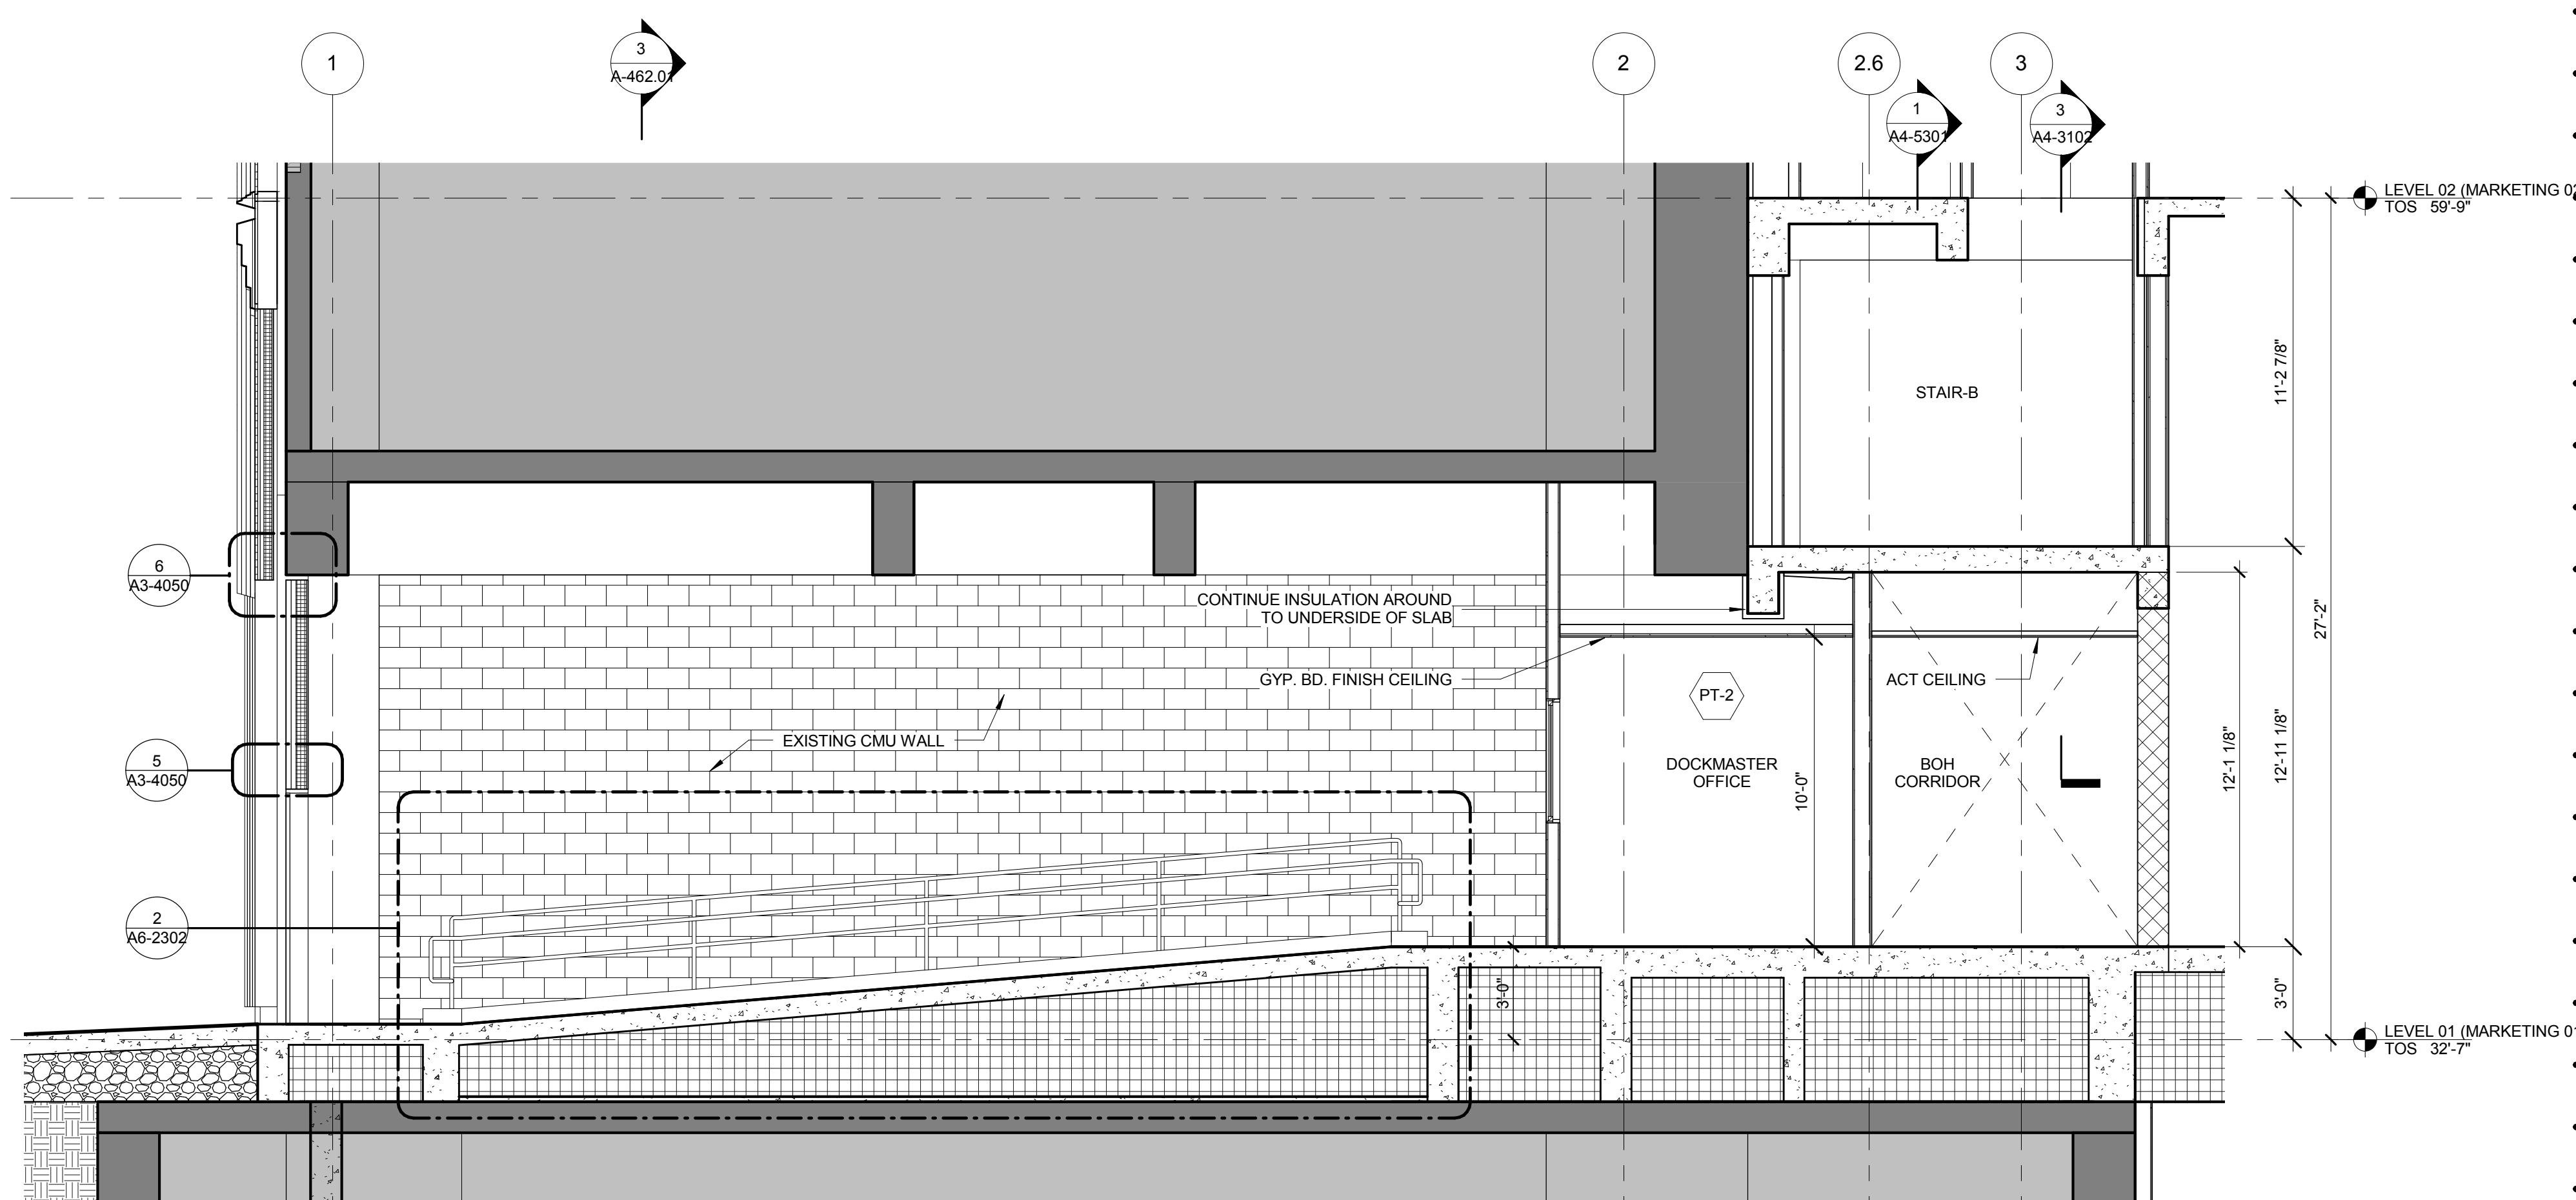 1
3
A-462.01
2
2.6
3
1
A4-5301
3
A4-3102
LEVEL 02 (MARKETING 02
TOS 59'-9"
STAIR-B
11'-2 7/8"
27'-2"
6
A3-4050
CONTINUE INSULATION AROUND
TO UNDERSIDE OF SLAB
GYP. BD. FINISH CEILING
PT-2
ACT CEILING
EXISTING CMU WALL
5
A3-4050
DOCKMASTER
OFFICE
10'-0"
BOH
CORRIDOR
12'-1 1/8"
12'-11 1/8"
2
A6-2302
3'-0"
3'-0"
LEVEL 01 (MARKETING 01
TOS 32'-7"